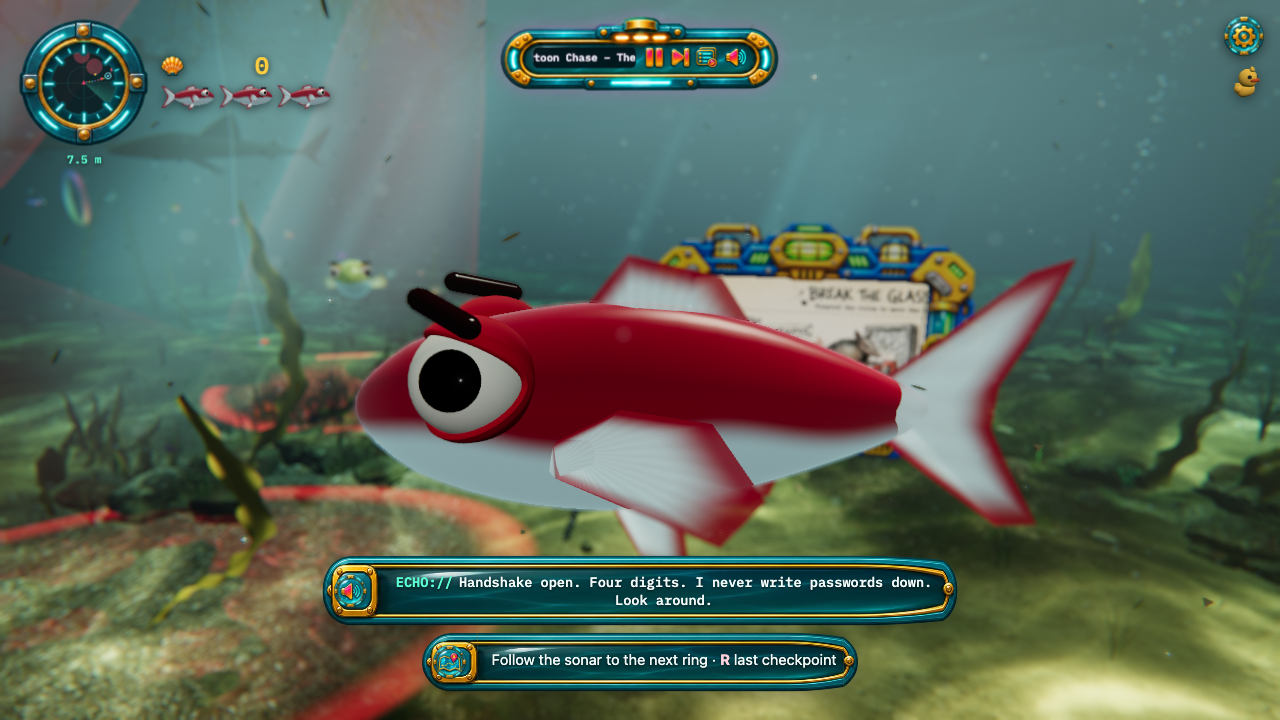 0
toon Chase – The
7.5 m
BREAK THE GLASS
ECHO:// Handshake open. Four digits. I never write passwords down.
Look around.
Follow the sonar to the next ring · R last checkpoint